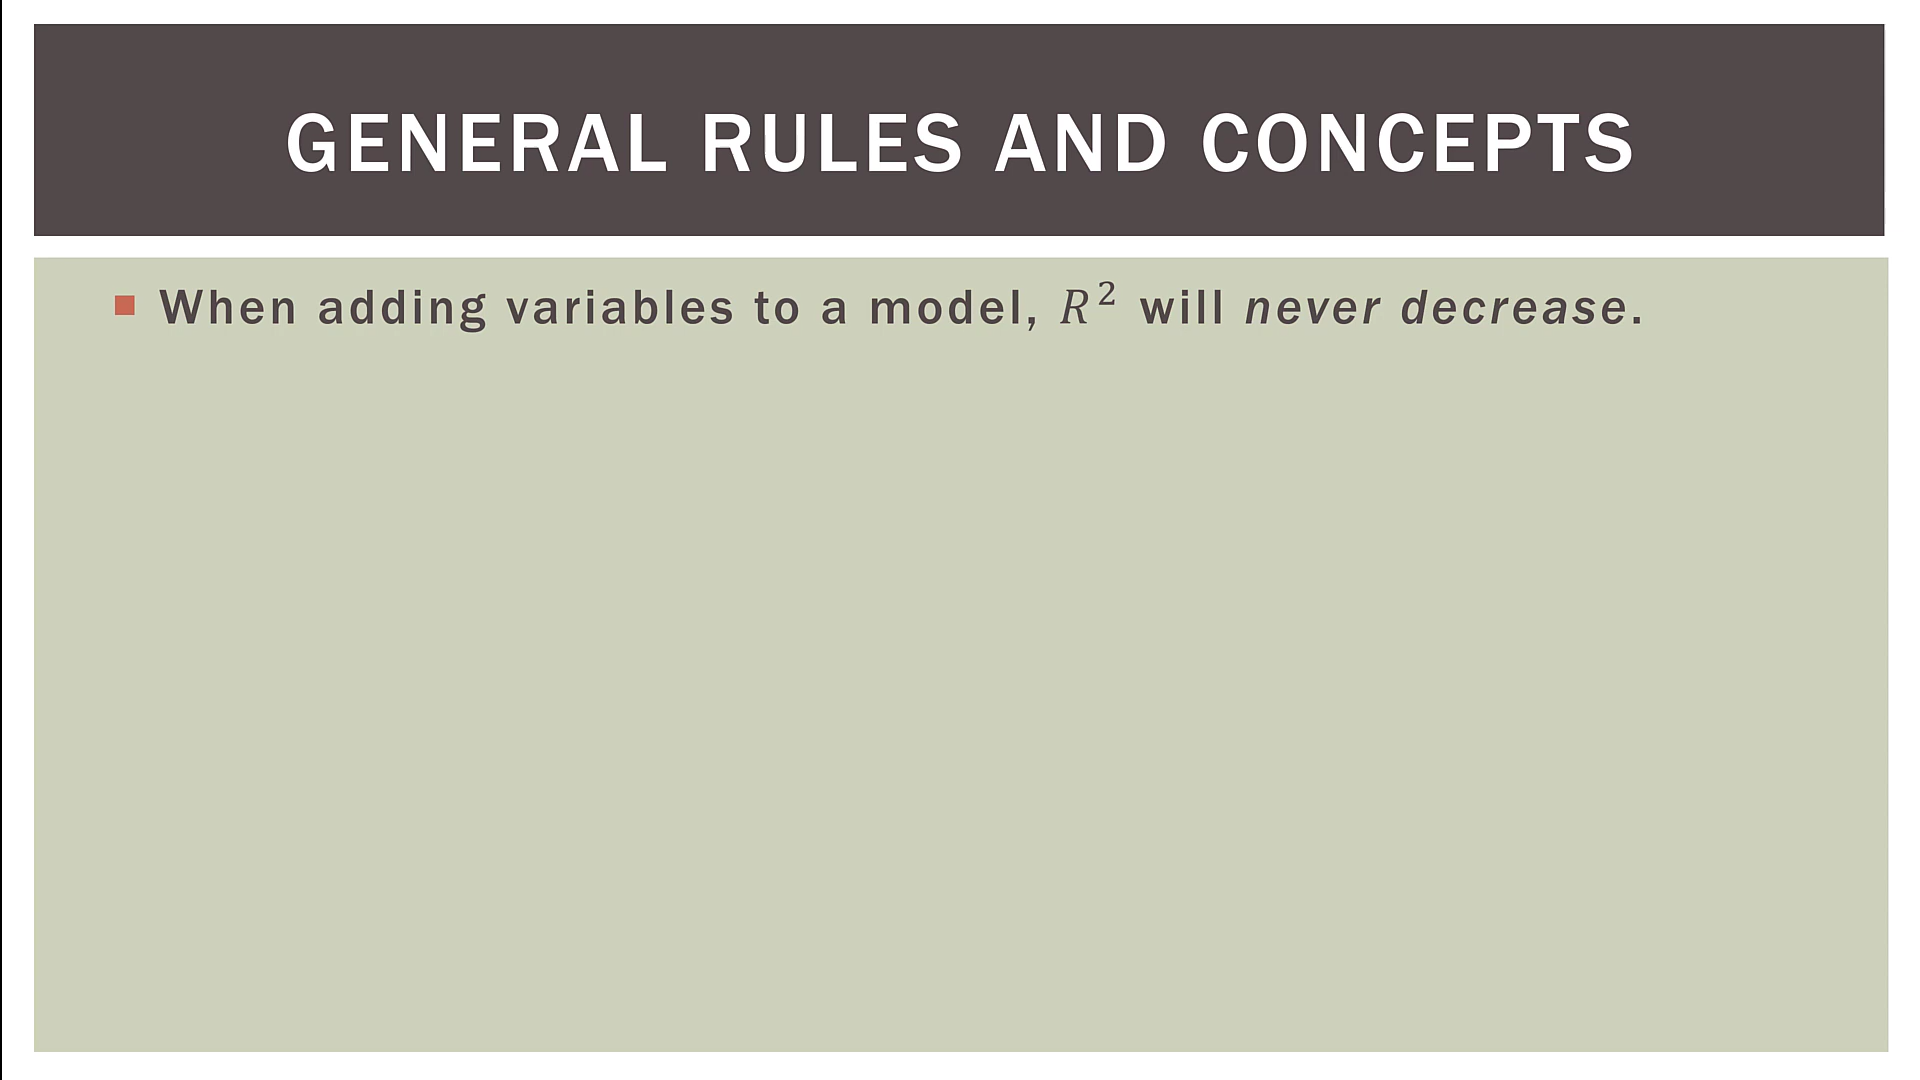 GENERAL RULES AND CONCEPTS
When adding variables to a model, R² will never decrease.